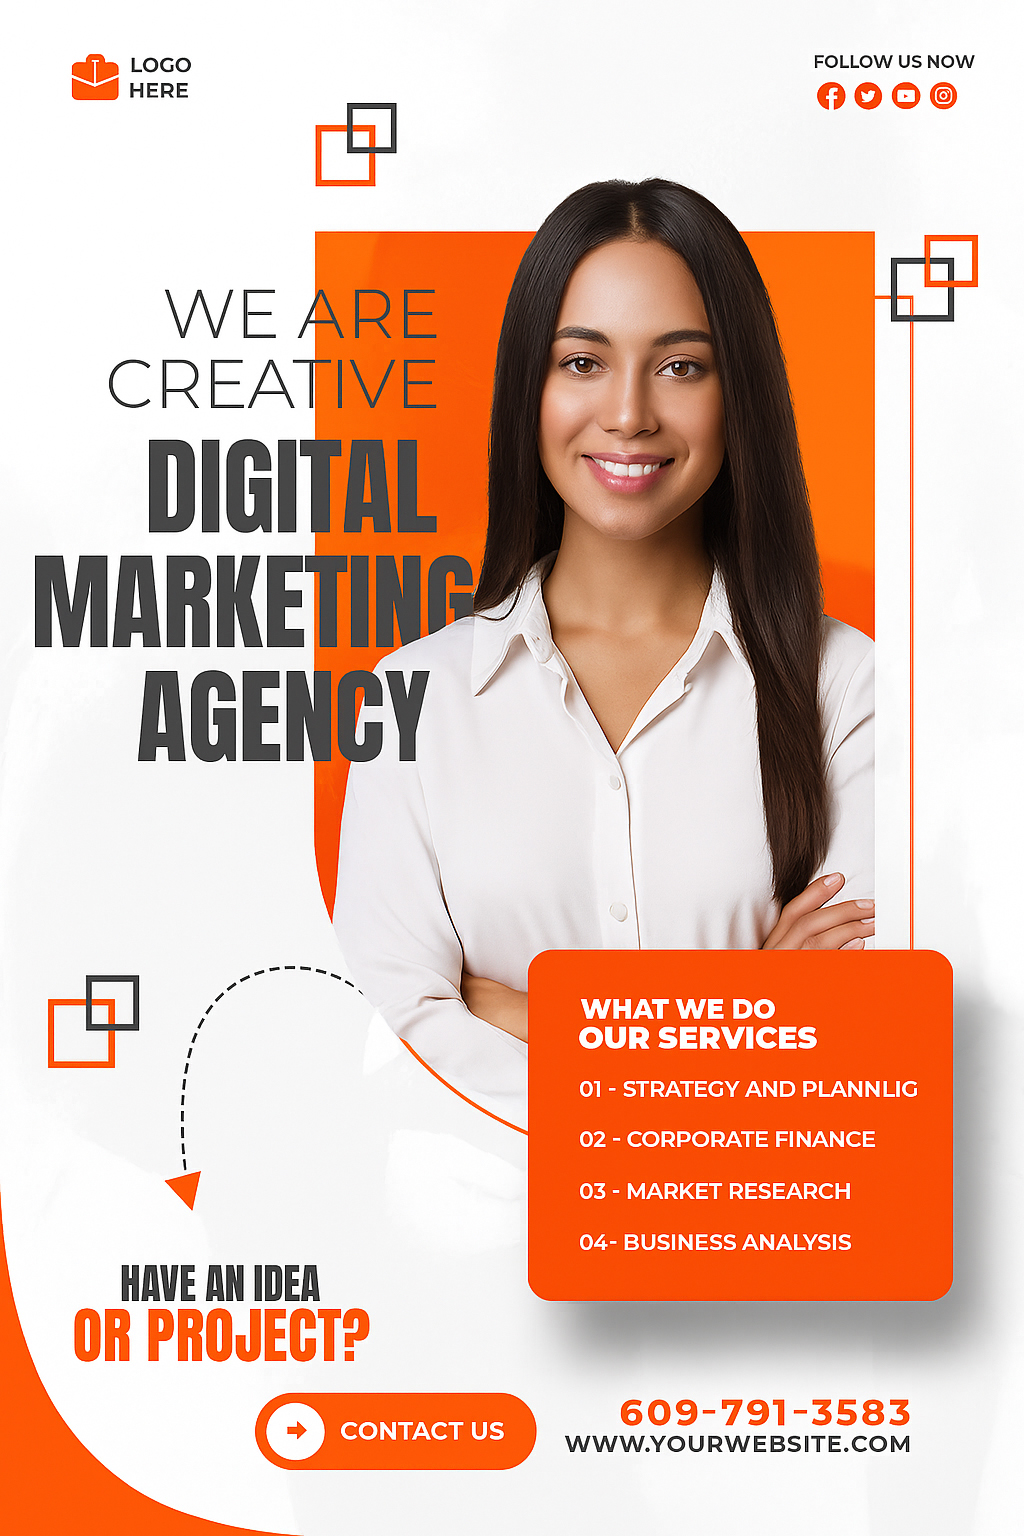 LOGO
HERE
FOLLOW US NOW
WE ARE
CREATIVE
DIGITAL
MARKETING
AGENCY
WHAT WE DO
OUR SERVICES
01 - STRATEGY AND PLANNLIG
02 - CORPORATE FINANCE
03 - MARKET RESEARCH
04- BUSINESS ANALYSIS
HAVE AN IDEA
OR PROJECT?
CONTACT US
609-791-3583
WWW.YOURWEBSITE.COM